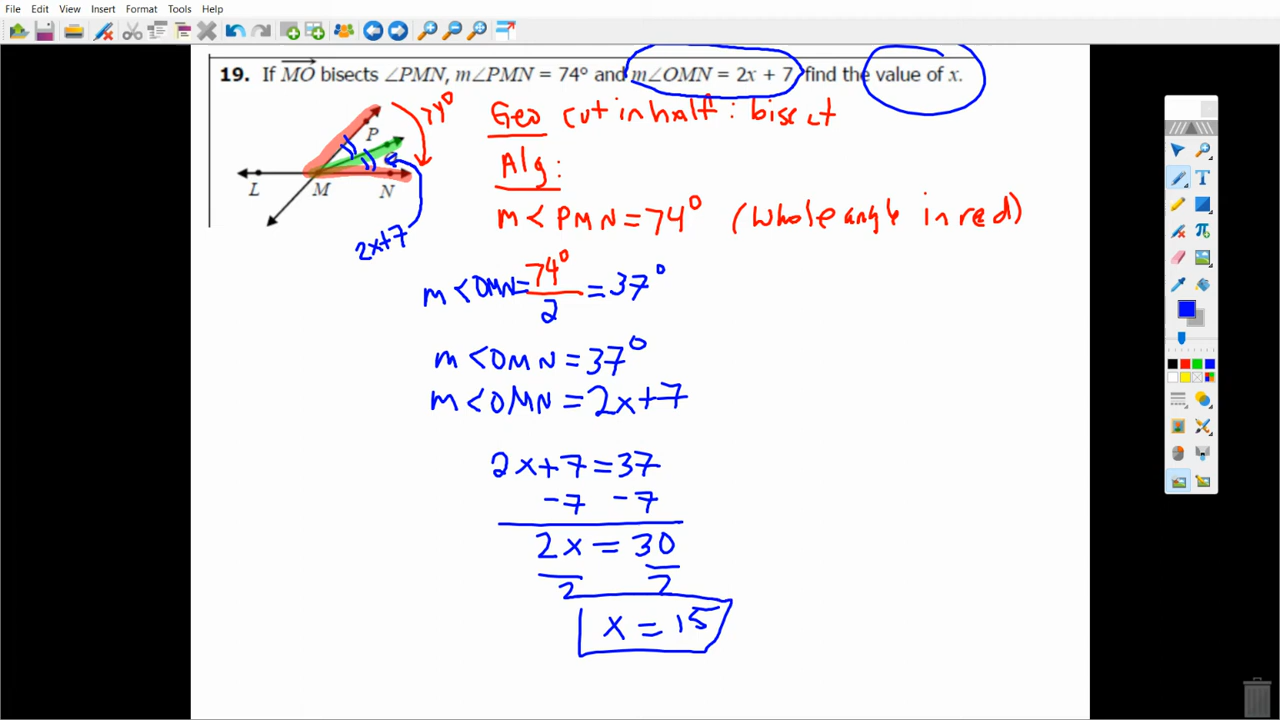 File Edit View Insert Format Tools Help
19. If MO bisects ∠PMN, m∠PMN = 74° and m∠OMN = 2x + 7, find the value of x.
Geo cut in half : bisect
74°
P
Alg:
L M N
m<PMN = 74° (whole angle in red)
2x+7
m<OMN = 74°/2 = 37°
m<OMN = 37°
m<OMN = 2x+7
2x+7 = 37
-7 -7
2x = 30
2 2
x = 15